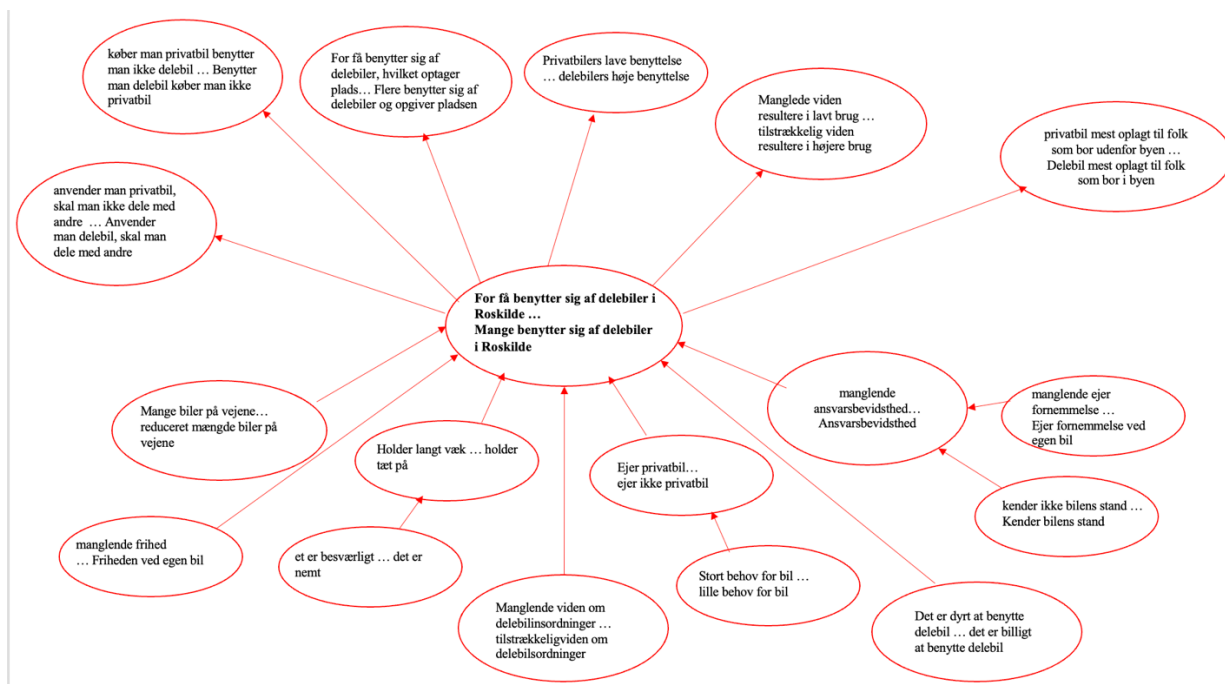 køber man privatbil benytter
man ikke delebil … Benytter
man delebil køber man ikke
privatbil
For få benytter sig af
delebiler, hvilket optager
plads… Flere benytter sig af
delebiler og opgiver pladsen
Privatbilers lave benyttelse
… delebilers høje benyttelse
Manglede viden
resultere i lavt brug …
tilstrækkelig viden
resultere i højere brug
privatbil mest oplagt til folk
som bor udenfor byen …
Delebil mest oplagt til folk
som bor i byen
anvender man privatbil,
skal man ikke dele med
andre … Anvender
man delebil, skal man
dele med andre
For få benytter sig af delebiler i
Roskilde …
Mange benytter sig af delebiler
i Roskilde
Mange biler på vejene…
reduceret mængde biler på
vejene
Holder langt væk … holder
tæt på
Ejer privatbil…
ejer ikke privatbil
manglende
ansvarsbevidsthed…
Ansvarsbevidsthed
manglende ejer
fornemmelse …
Ejer fornemmelse ved
egen bil
kender ikke bilens stand …
Kender bilens stand
manglende frihed
… Friheden ved egen bil
et er besværligt … det er
nemt
Manglende viden om
delebilinsordninger …
tilstrækkeligviden om
delebilsordninger
Stort behov for bil …
lille behov for bil
Det er dyrt at benytte
delebil … det er billigt
at benytte delebil